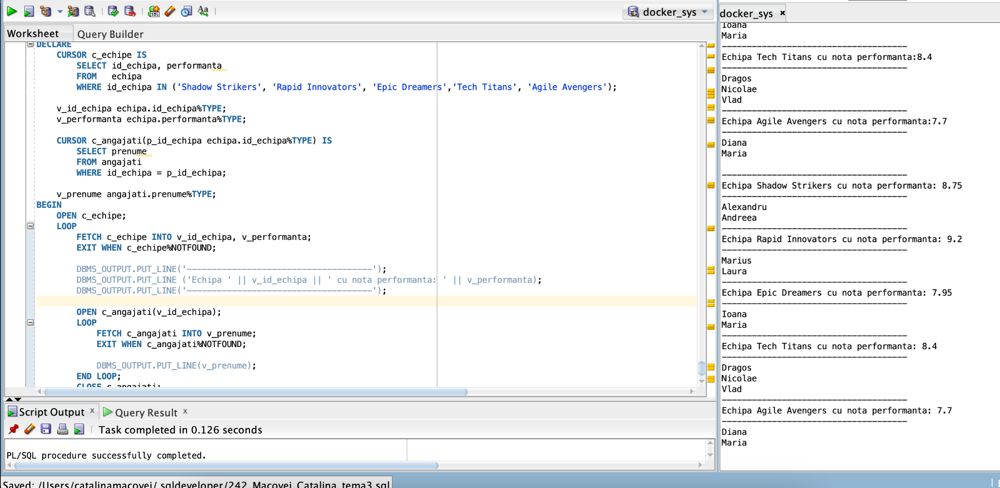 docker_sys
Worksheet
Query Builder
DECLARE
    CURSOR c_echipe IS
        SELECT id_echipa, performanta
        FROM   echipa
        WHERE id_echipa IN ('Shadow Strikers', 'Rapid Innovators', 'Epic Dreamers','Tech Titans', 'Agile Avengers');

    v_id_echipa echipa.id_echipa%TYPE;
    v_performanta echipa.performanta%TYPE;

    CURSOR c_angajati(p_id_echipa echipa.id_echipa%TYPE) IS
        SELECT prenume
        FROM angajati
        WHERE id_echipa = p_id_echipa;

    v_prenume angajati.prenume%TYPE;
BEGIN
    OPEN c_echipe;
    LOOP
        FETCH c_echipe INTO v_id_echipa, v_performanta;
        EXIT WHEN c_echipe%NOTFOUND;

        DBMS_OUTPUT.PUT_LINE('-------------------------------------');
        DBMS_OUTPUT.PUT_LINE ('Echipa ' || v_id_echipa || ' cu nota performanta: ' || v_performanta);
        DBMS_OUTPUT.PUT_LINE('-------------------------------------');

        OPEN c_angajati(v_id_echipa);
        LOOP
            FETCH c_angajati INTO v_prenume;
            EXIT WHEN c_angajati%NOTFOUND;

            DBMS_OUTPUT.PUT_LINE(v_prenume);
        END LOOP;
        CLOSE c_angajati;
Script Output x
Query Result x
Task completed in 0.126 seconds
PL/SQL procedure successfully completed.
Saved: /Users/catalinamacovei/.sqldeveloper/242_Macovei_Catalina_tema3.sql
docker_sys
Ioana
Maria
-------------------------------------
Echipa Tech Titans cu nota performanta:8.4
-------------------------------------
Dragos
Nicolae
Vlad
-------------------------------------
Echipa Agile Avengers cu nota performanta:7.7
-------------------------------------
Diana
Maria

-------------------------------------
Echipa Shadow Strikers cu nota performanta: 8.75
-------------------------------------
Alexandru
Andreea
-------------------------------------
Echipa Rapid Innovators cu nota performanta: 9.2
-------------------------------------
Marius
Laura
-------------------------------------
Echipa Epic Dreamers cu nota performanta: 7.95
-------------------------------------
Ioana
Maria
-------------------------------------
Echipa Tech Titans cu nota performanta: 8.4
-------------------------------------
Dragos
Nicolae
Vlad
-------------------------------------
Echipa Agile Avengers cu nota performanta: 7.7
-------------------------------------
Diana
Maria